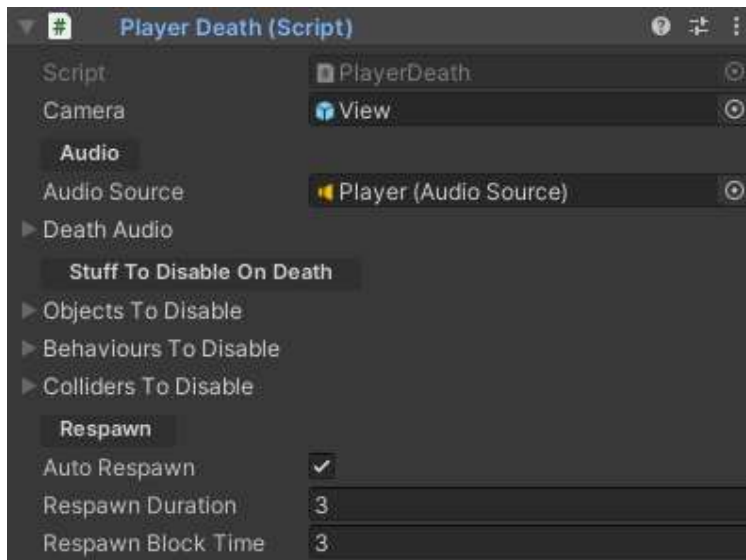 Player Death (Script)
Script PlayerDeath
Camera View
Audio
Audio Source Player (Audio Source)
Death Audio
Stuff To Disable On Death
Objects To Disable
Behaviours To Disable
Colliders To Disable
Respawn
Auto Respawn
Respawn Duration 3
Respawn Block Time 3